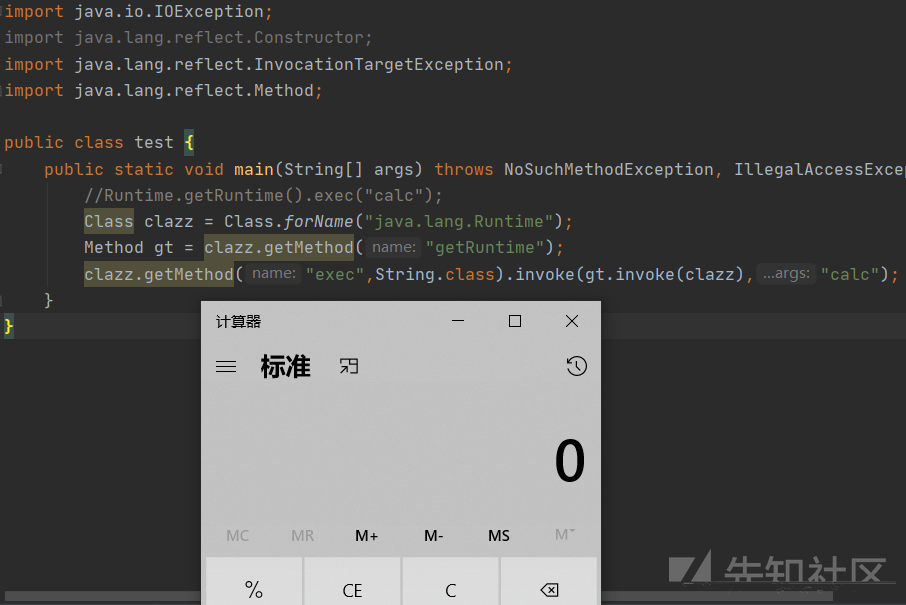 import java.io.IOException;
import java.lang.reflect.Constructor;
import java.lang.reflect.InvocationTargetException;
import java.lang.reflect.Method;
public class test {
public static void main(String[] args) throws NoSuchMethodException, IllegalAccessExce
//Runtime.getRuntime().exec("calc");
Class clazz = Class.forName("java.lang.Runtime");
Method gt = clazz.getMethod( name: "getRuntime");
clazz.getMethod( name: "exec",String.class).invoke(gt.invoke(clazz), ...args: "calc");
}
}
计算器
标准
0
MC MR M+ M- MS M˅
% CE C
先知社区